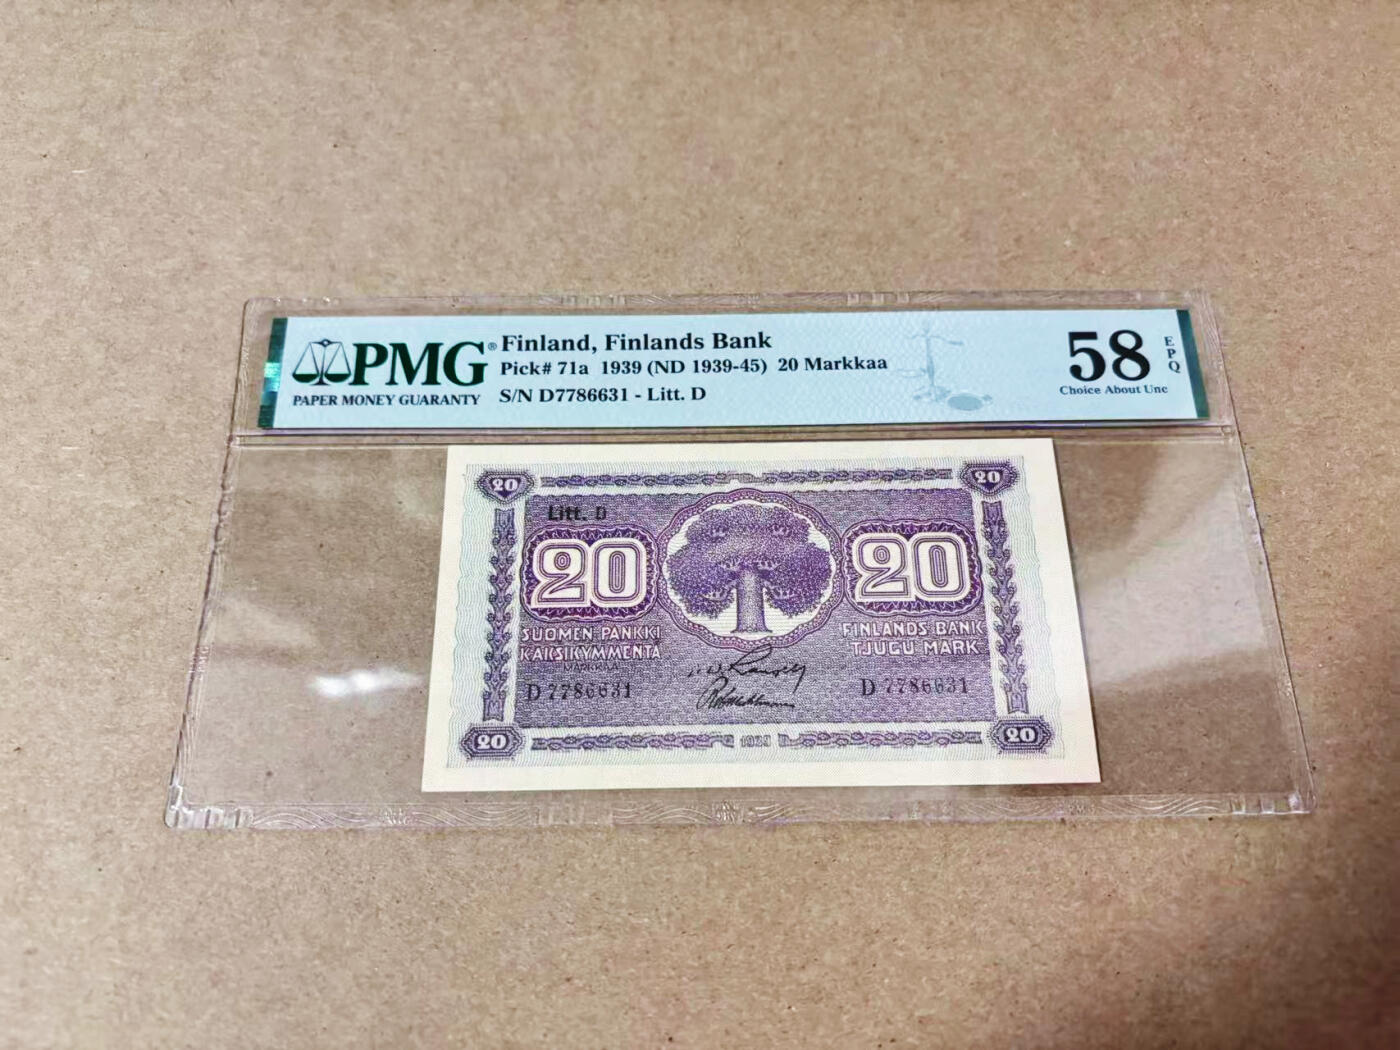 PMG®
PAPER MONEY GUARANTY
Finland, Finlands Bank
Pick# 71a 1939 (ND 1939-45) 20 Markkaa
S/N D7786631 - Litt. D
58
EPQ
Choice About Unc
20
20
Litt. D
20
20
SUOMEN PANKKI
KAKSIKYMMENTÄ
MARKKAA
FINLANDS BANK
TJUGU MARK
D 7786631
D 7786631
20
1939
20